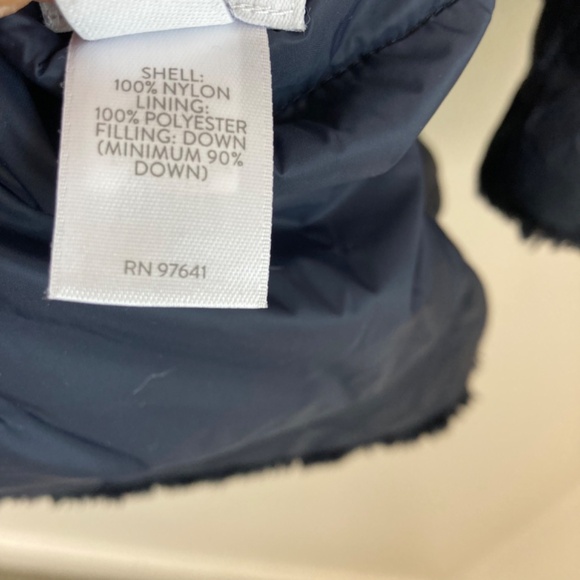 SHELL:
100% NYLON
LINING:
100% POLYESTER
FILLING: DOWN
(MINIMUM 90%
DOWN)
RN 97641